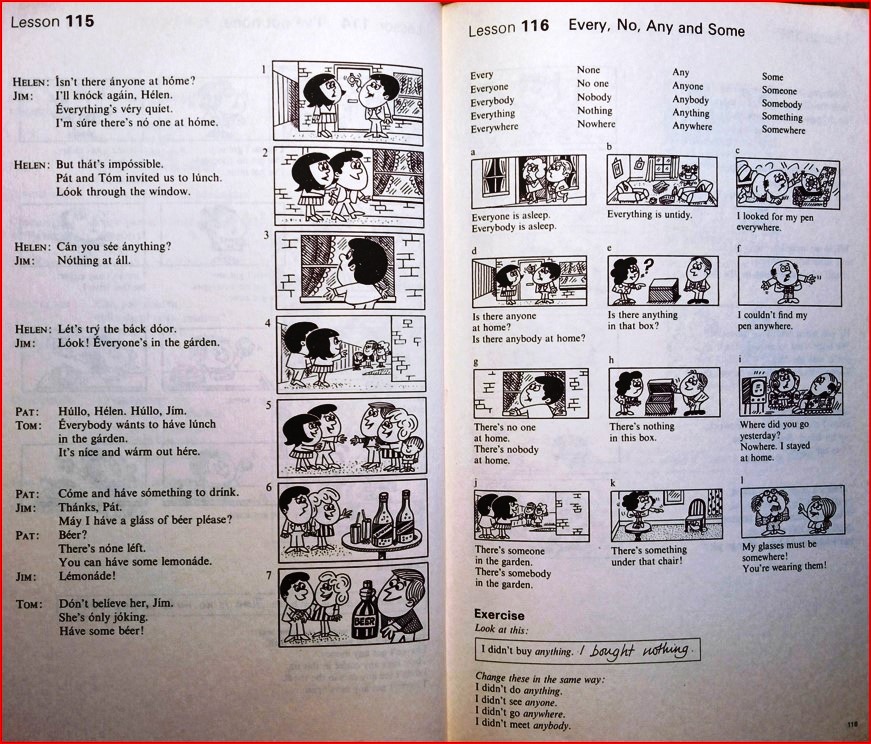 Lesson 115
1
HELEN: Ísn't there ányone at hóme?
JIM: I'll knóck agáin, Hélen.
Éverything's véry quíet.
I'm súre there's nó one at hóme.
2
HELEN: But thát's impóssible.
Pát and Tóm invíted us to lúnch.
Lóok through the wíndow.
3
HELEN: Cán you sée ánything?
JIM: Nóthing at áll.
4
HELEN: Lét's trý the báck dóor.
JIM: Lóok! Éveryone's in the gárden.
5
PAT: Húllo, Hélen. Húllo, Jím.
TOM: Éverybody wánts to háve lúnch
in the gárden.
It's níce and wárm out hére.
6
PAT: Cóme and háve sómething to drínk.
JIM: Thánks, Pát.
Máy I háve a gláss of béer pléase?
PAT: Béer?
There's nóne léft.
You can háve some lemonáde.
JIM: Lémonáde!
7
TOM: Dón't belíeve her, Jím.
She's ónly jóking.
Háve some béer!
BEER
Lesson 116 Every, No, Any and Some
Every None Any Some
Everyone No one Anyone Someone
Everybody Nobody Anybody Somebody
Everything Nothing Anything Something
Everywhere Nowhere Anywhere Somewhere
a
Everyone is asleep.
Everybody is asleep.
b
Everything is untidy.
c
I looked for my pen
everywhere.
d
Is there anyone
at home?
Is there anybody at home?
e
?
Is there anything
in that box?
f
I couldn't find my
pen anywhere.
g
There's no one
at home.
There's nobody
at home.
h
There's nothing
in this box.
i
Where did you go
yesterday?
Nowhere. I stayed
at home.
j
There's someone
in the garden.
There's somebody
in the garden.
k
There's something
under that chair!
l
My glasses must be
somewhere!
You're wearing them!
Exercise
Look at this:
I didn't buy anything. I bought nothing.
Change these in the same way:
I didn't do anything.
I didn't see anyone.
I didn't go anywhere.
I didn't meet anybody.